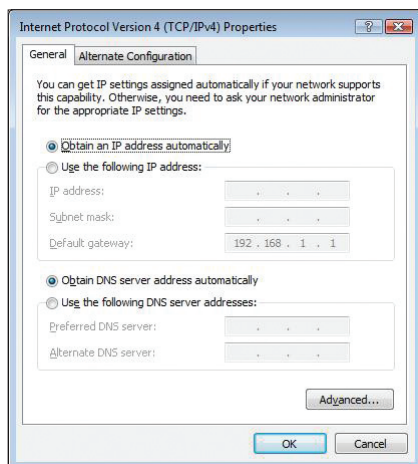 Internet Protocol Version 4 (TCP/IPv4) Properties
General
Alternate Configuration
You can get IP settings assigned automatically if your network supports
this capability. Otherwise, you need to ask your network administrator
for the appropriate IP settings.
Obtain an IP address automatically
Use the following IP address:
IP address:
Subnet mask:
Default gateway:
192 . 168 . 1 . 1
Obtain DNS server address automatically
Use the following DNS server addresses:
Preferred DNS server:
Alternate DNS server:
Advanced...
OK
Cancel